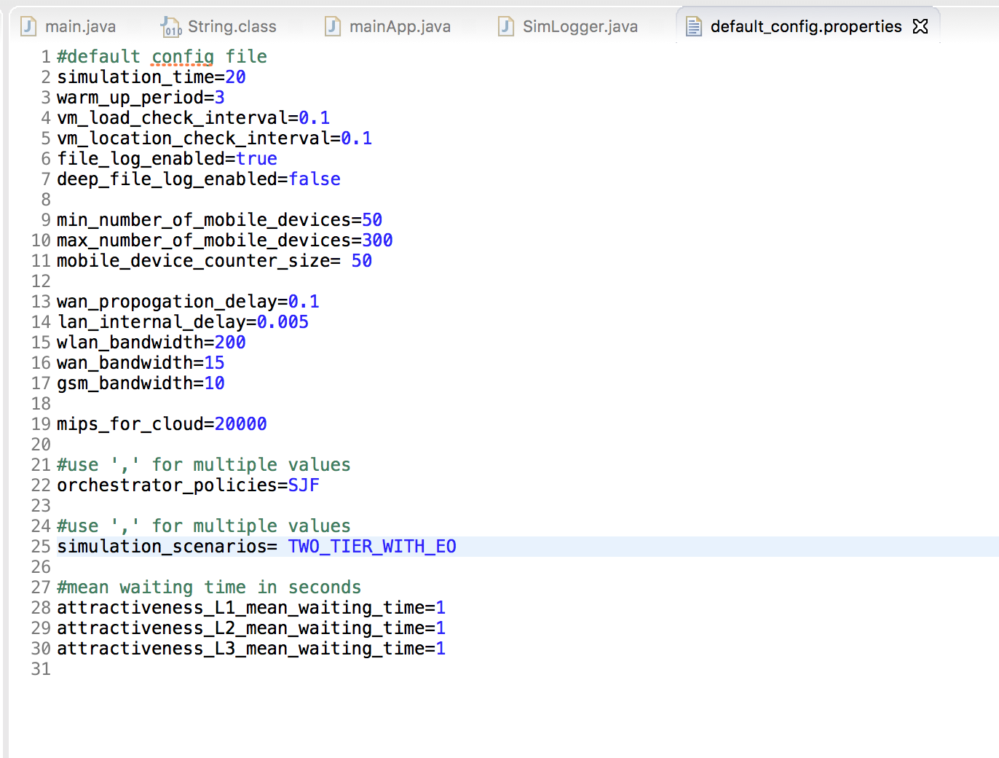 main.java String.class mainApp.java SimLogger.java default_config.properties
1 #default config file
2 simulation_time=20
3 warm_up_period=3
4 vm_load_check_interval=0.1
5 vm_location_check_interval=0.1
6 file_log_enabled=true
7 deep_file_log_enabled=false
8
9 min_number_of_mobile_devices=50
10 max_number_of_mobile_devices=300
11 mobile_device_counter_size= 50
12
13 wan_propogation_delay=0.1
14 lan_internal_delay=0.005
15 wlan_bandwidth=200
16 wan_bandwidth=15
17 gsm_bandwidth=10
18
19 mips_for_cloud=20000
20
21 #use ',' for multiple values
22 orchestrator_policies=SJF
23
24 #use ',' for multiple values
25 simulation_scenarios= TWO_TIER_WITH_EO
26
27 #mean waiting time in seconds
28 attractiveness_L1_mean_waiting_time=1
29 attractiveness_L2_mean_waiting_time=1
30 attractiveness_L3_mean_waiting_time=1
31